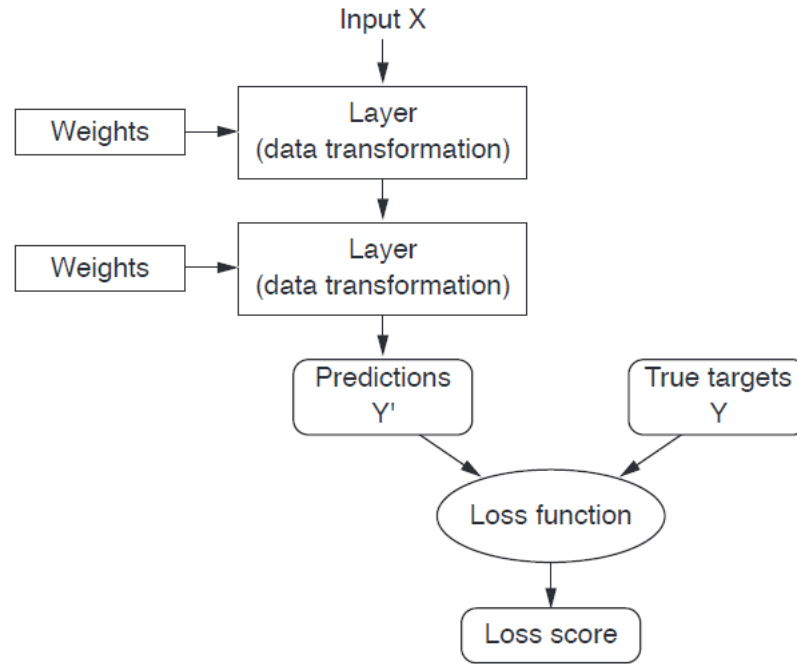 Input X
Weights
Layer
(data transformation)
Weights
Layer
(data transformation)
Predictions
Y'
True targets
Y
Loss function
Loss score